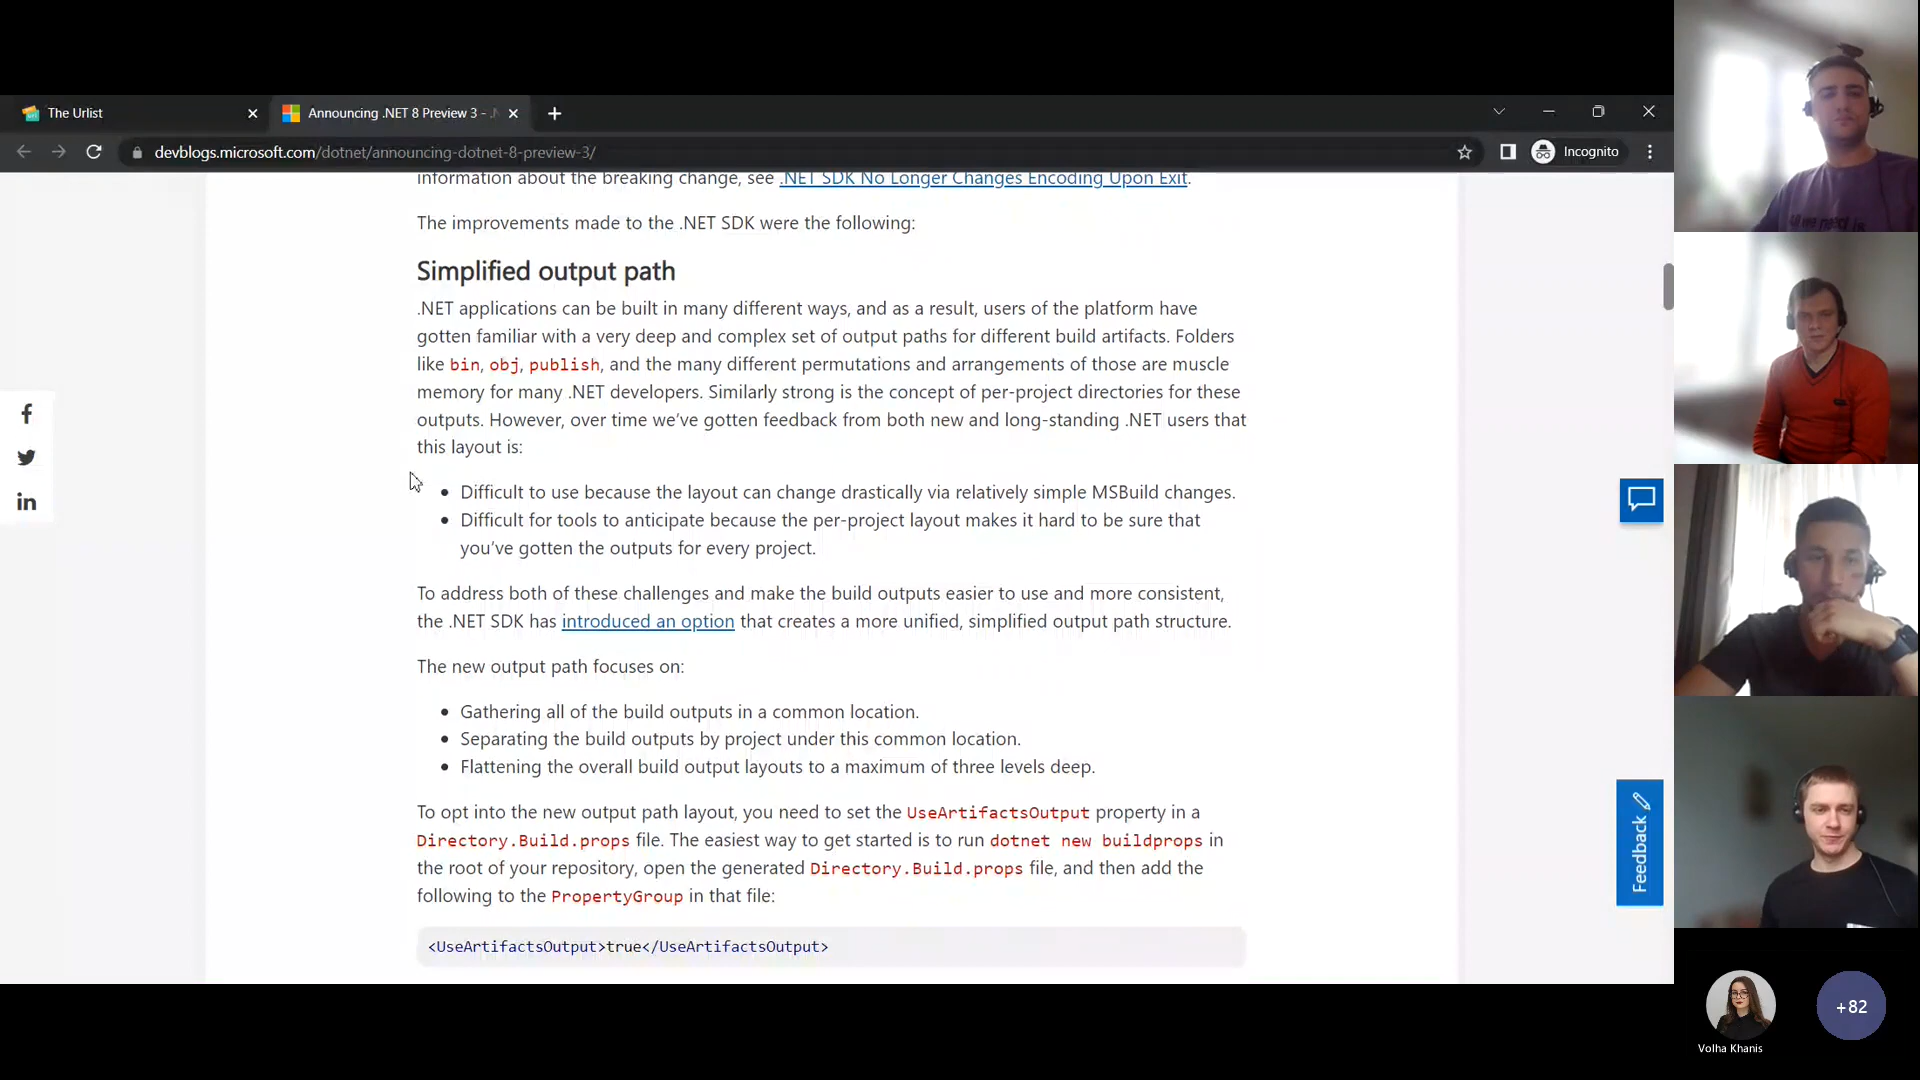 The Urlist
Announcing .NET 8 Preview 3 - .N
devblogs.microsoft.com/dotnet/announcing-dotnet-8-preview-3/
Incognito
information about the breaking change, see .NET SDK No Longer Changes Encoding Upon Exit.
The improvements made to the .NET SDK were the following:
Simplified output path
.NET applications can be built in many different ways, and as a result, users of the platform have
gotten familiar with a very deep and complex set of output paths for different build artifacts. Folders
like bin, obj, publish, and the many different permutations and arrangements of those are muscle
memory for many .NET developers. Similarly strong is the concept of per-project directories for these
outputs. However, over time we’ve gotten feedback from both new and long-standing .NET users that
this layout is:
• Difficult to use because the layout can change drastically via relatively simple MSBuild changes.
• Difficult for tools to anticipate because the per-project layout makes it hard to be sure that
you’ve gotten the outputs for every project.
To address both of these challenges and make the build outputs easier to use and more consistent,
the .NET SDK has introduced an option that creates a more unified, simplified output path structure.
The new output path focuses on:
• Gathering all of the build outputs in a common location.
• Separating the build outputs by project under this common location.
• Flattening the overall build output layouts to a maximum of three levels deep.
To opt into the new output path layout, you need to set the UseArtifactsOutput property in a
Directory.Build.props file. The easiest way to get started is to run dotnet new buildprops in
the root of your repository, open the generated Directory.Build.props file, and then add the
following to the PropertyGroup in that file:
<UseArtifactsOutput>true</UseArtifactsOutput>
Feedback
+82
Volha Khanis